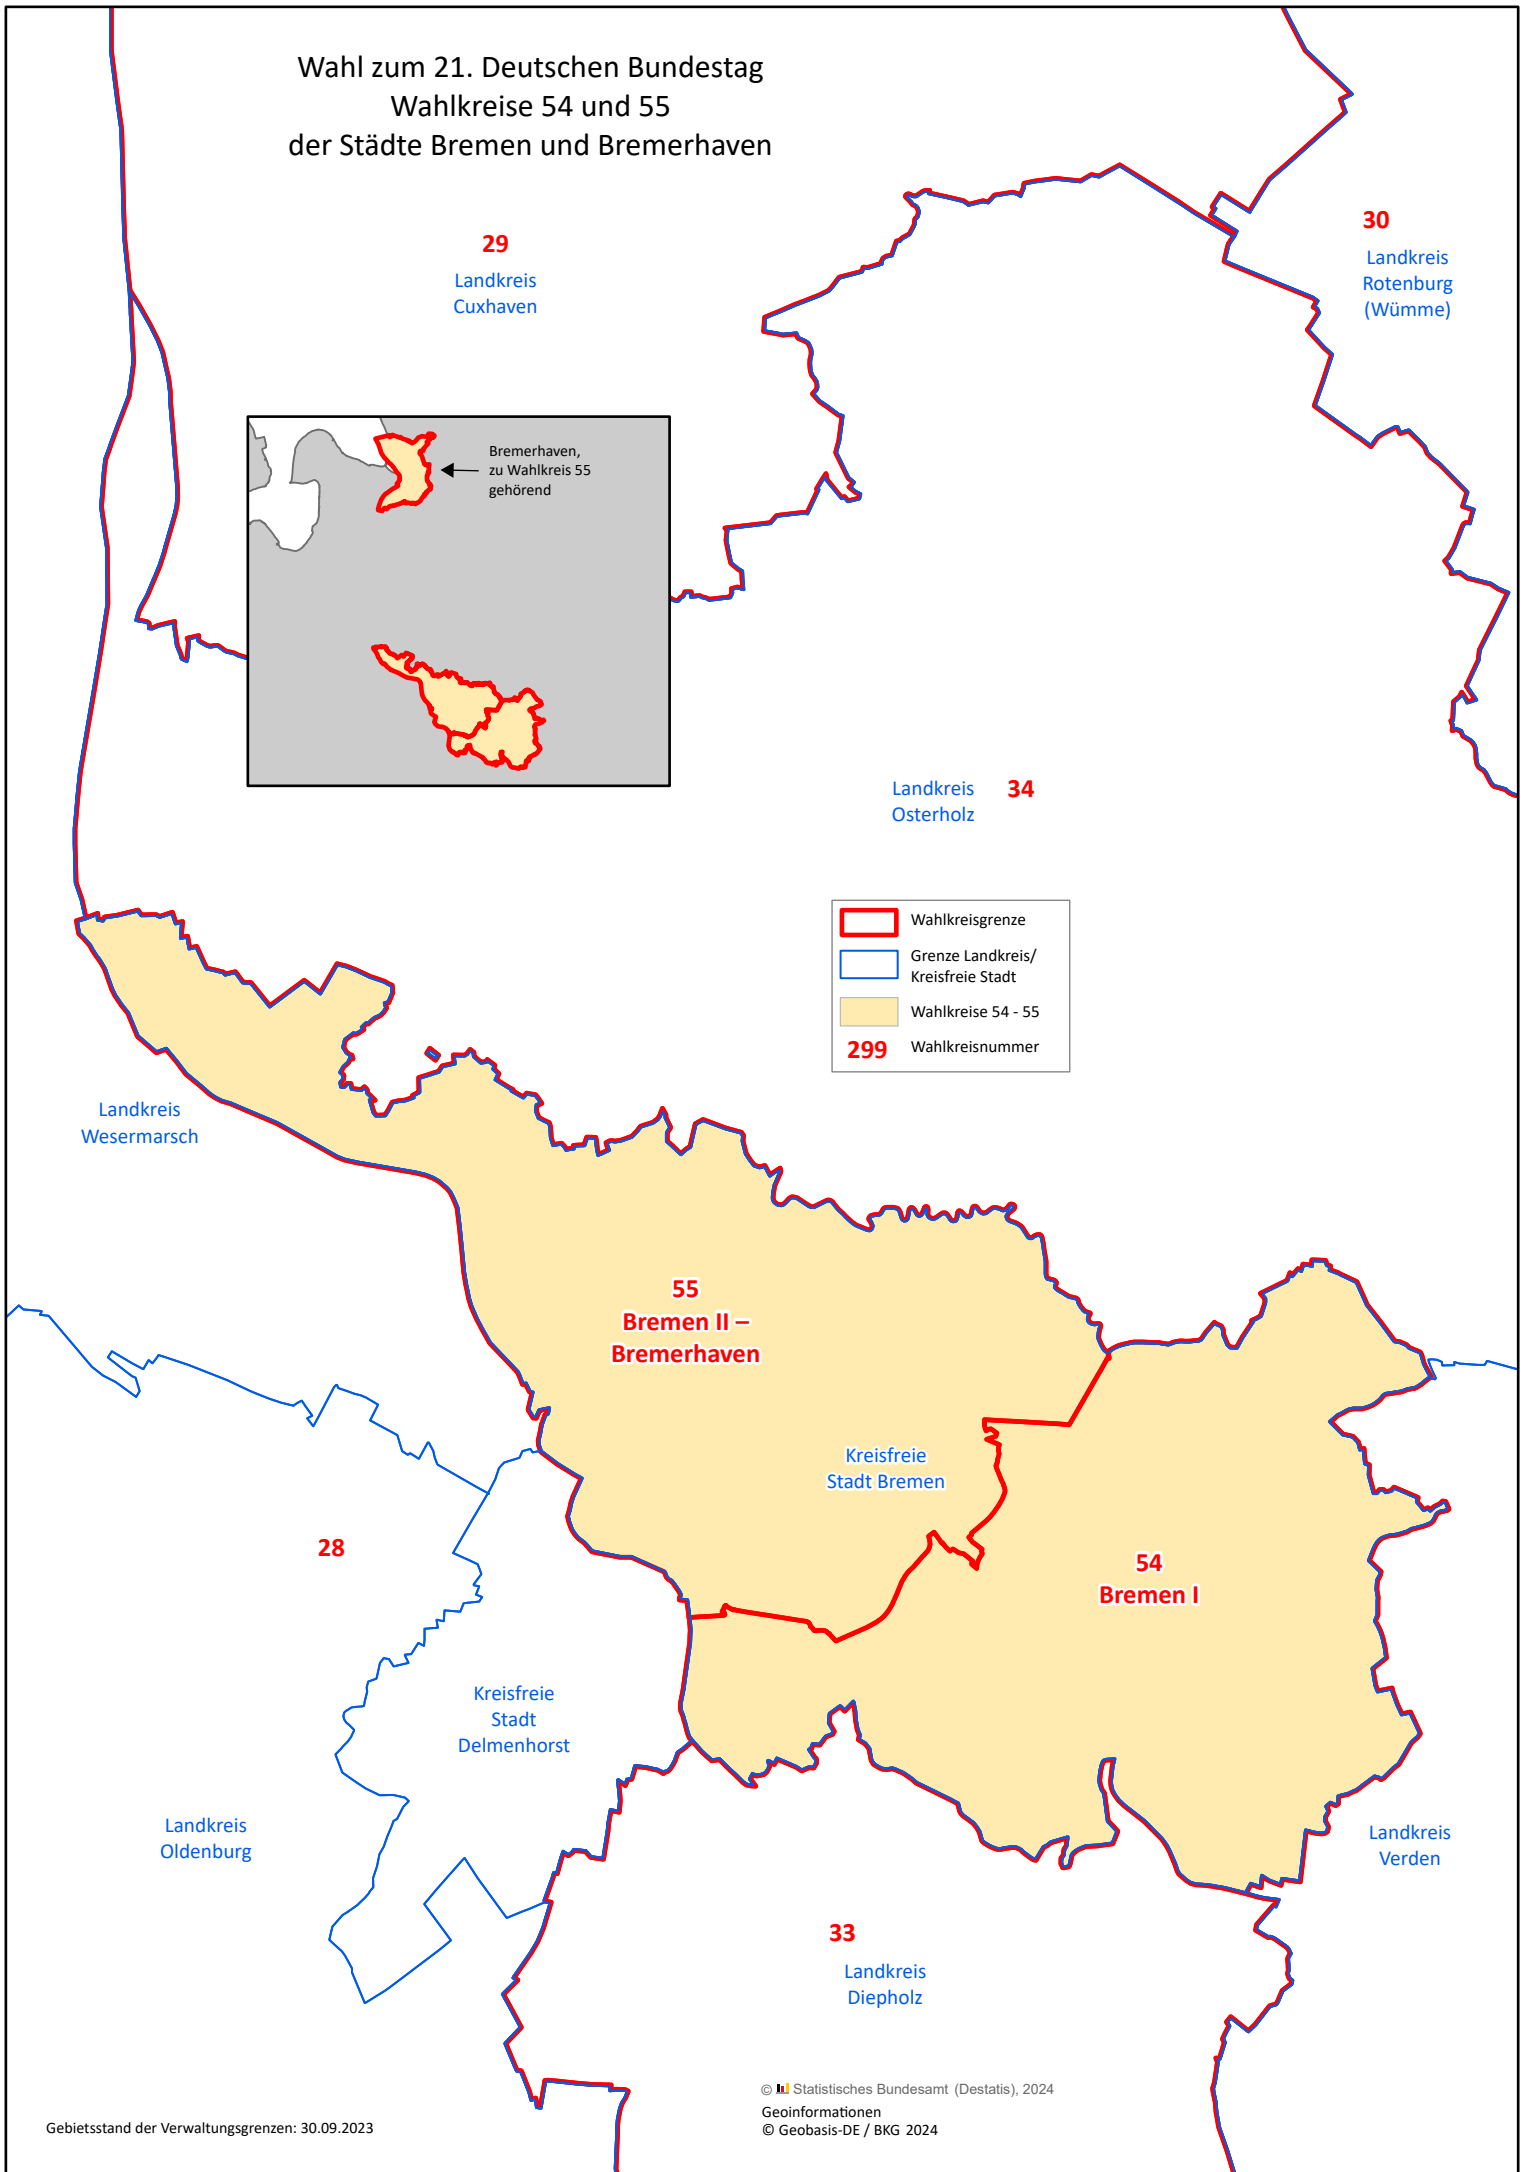 Wahl zum 21. Deutschen Bundestag
Wahlkreise 54 und 55
der Städte Bremen und Bremerhaven
29
Landkreis
Cuxhaven
30
Landkreis
Rotenburg
(Wümme)
Bremerhaven,
zu Wahlkreis 55
gehörend
Landkreis
Osterholz
34
Wahlkreisgrenze
Grenze Landkreis/
Kreisfreie Stadt
Wahlkreise 54 - 55
299 Wahlkreisnummer
Landkreis
Wesermarsch
55
Bremen II –
Bremerhaven
Kreisfreie
Stadt Bremen
28
54
Bremen I
Kreisfreie
Stadt
Delmenhorst
Landkreis
Oldenburg
Landkreis
Verden
33
Landkreis
Diepholz
© Statistisches Bundesamt (Destatis), 2024
Geoinformationen
© Geobasis-DE / BKG 2024
Gebietsstand der Verwaltungsgrenzen: 30.09.2023